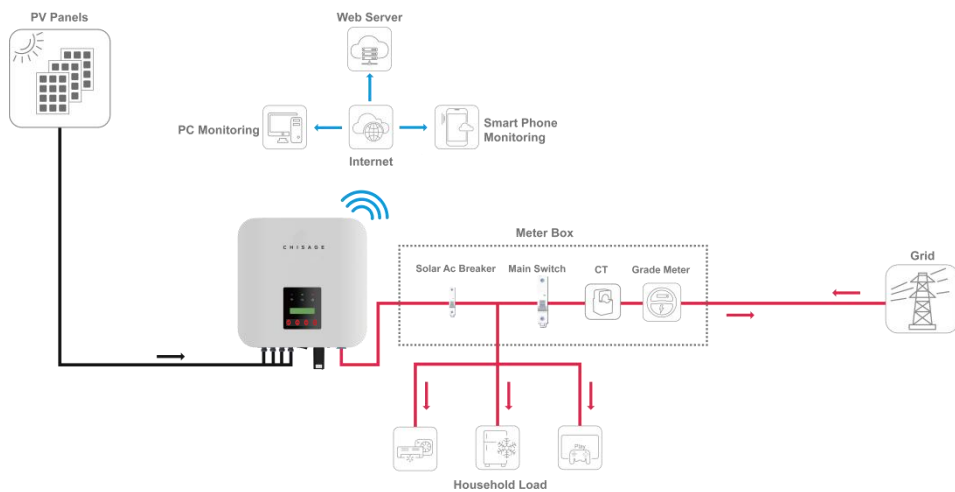 PV Panels
Web Server
PC Monitoring
Smart Phone
Monitoring
Internet
CHISAGE
Meter Box
Solar Ac Breaker
Main Switch
CT
Grade Meter
Grid
Play
Household Load